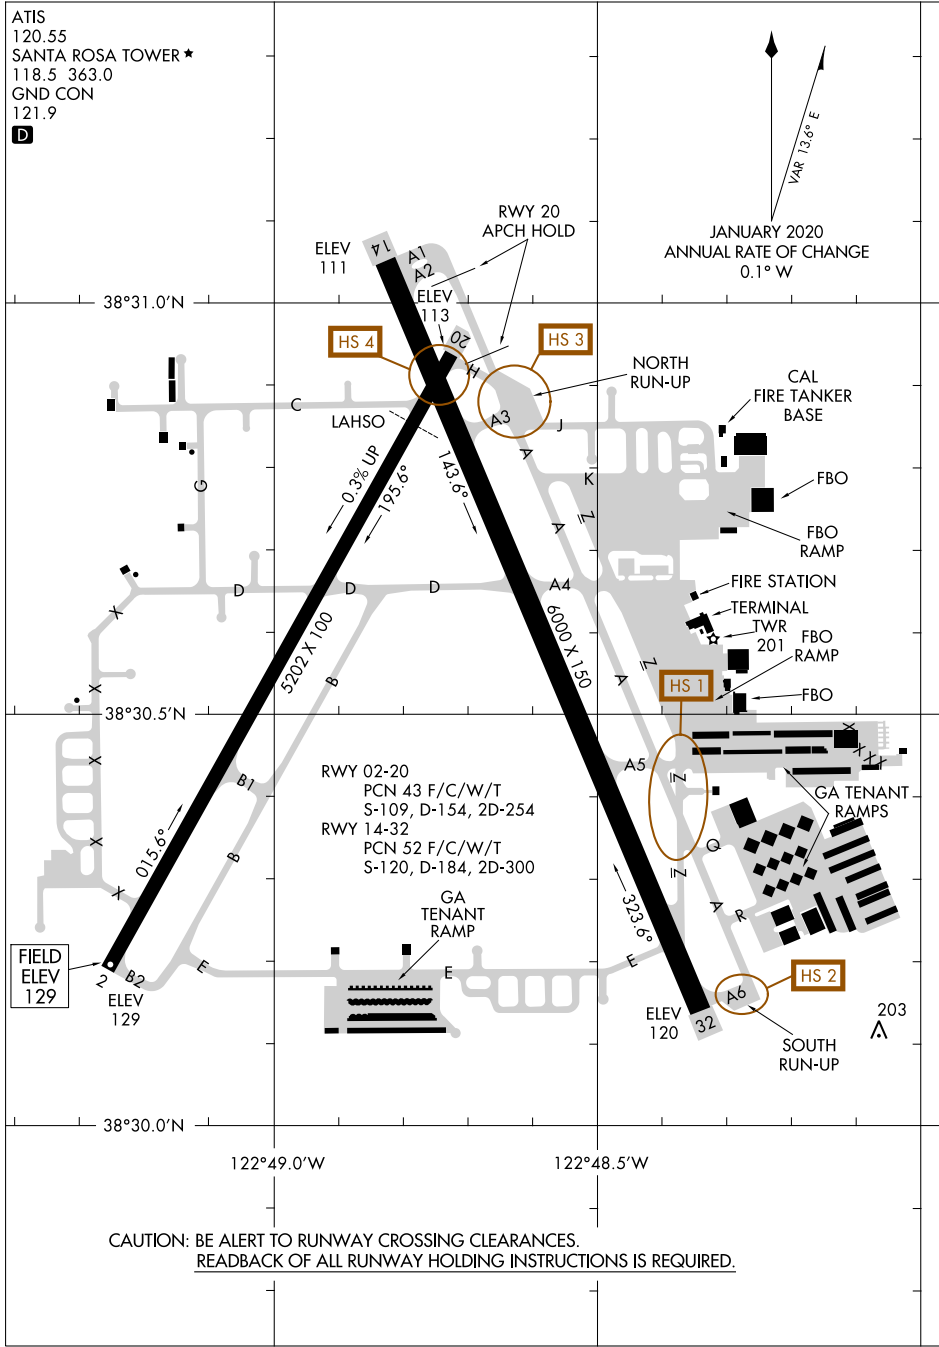 ATIS
120.55
SANTA ROSA TOWER ★
118.5 363.0
GND CON
121.9
D
VAR 13.6° E
JANUARY 2020
ANNUAL RATE OF CHANGE
0.1° W
RWY 20
APCH HOLD
ELEV
111
14
A1
A2
38°31.0'N
ELEV
113
20
HS 4
HS 3
H
NORTH
RUN-UP
CAL
FIRE TANKER
BASE
C
LAHSO
A3
J
A
0.3% UP
195.6°
143.6°
G
K
Z
A
FBO
FBO
RAMP
D
D
D
A4
FIRE STATION
X
TERMINAL
TWR
201
5202 X 100
6000 X 150
FBO
RAMP
Z
B
A
X
HS 1
FBO
38°30.5'N
X
X
X X X
A5
Z
B1
RWY 02-20
PCN 43 F/C/W/T
S-109, D-154, 2D-254
RWY 14-32
PCN 52 F/C/W/T
S-120, D-184, 2D-300
GA TENANT
RAMPS
015.6°
X
B
Q
Z
X
GA
TENANT
RAMP
323.6°
A
R
FIELD
ELEV
129
2
B2
ELEV
129
E
E
E
HS 2
A6
ELEV
120
32
SOUTH
RUN-UP
203
38°30.0'N
122°49.0'W
122°48.5'W
CAUTION: BE ALERT TO RUNWAY CROSSING CLEARANCES.
READBACK OF ALL RUNWAY HOLDING INSTRUCTIONS IS REQUIRED.